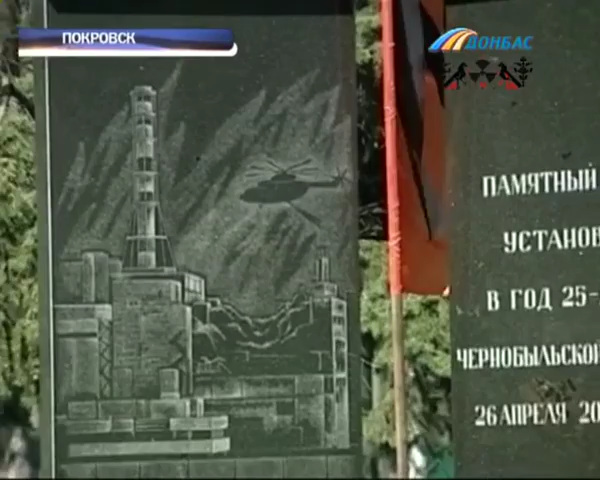 ПОКРОВСК
ДОНБАС
ПАМЯТНЫЙ
УСТАНОВ
В ГОД 25-
ЧЕРНОБЫЛЬСКОЙ
26 АПРЕЛЯ 20